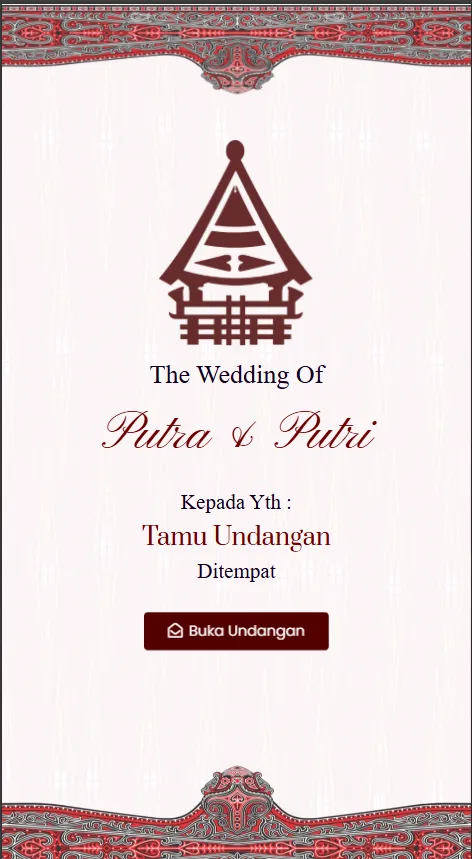 The Wedding Of
Putra & Putri
Kepada Yth :
Tamu Undangan
Ditempat
Buka Undangan